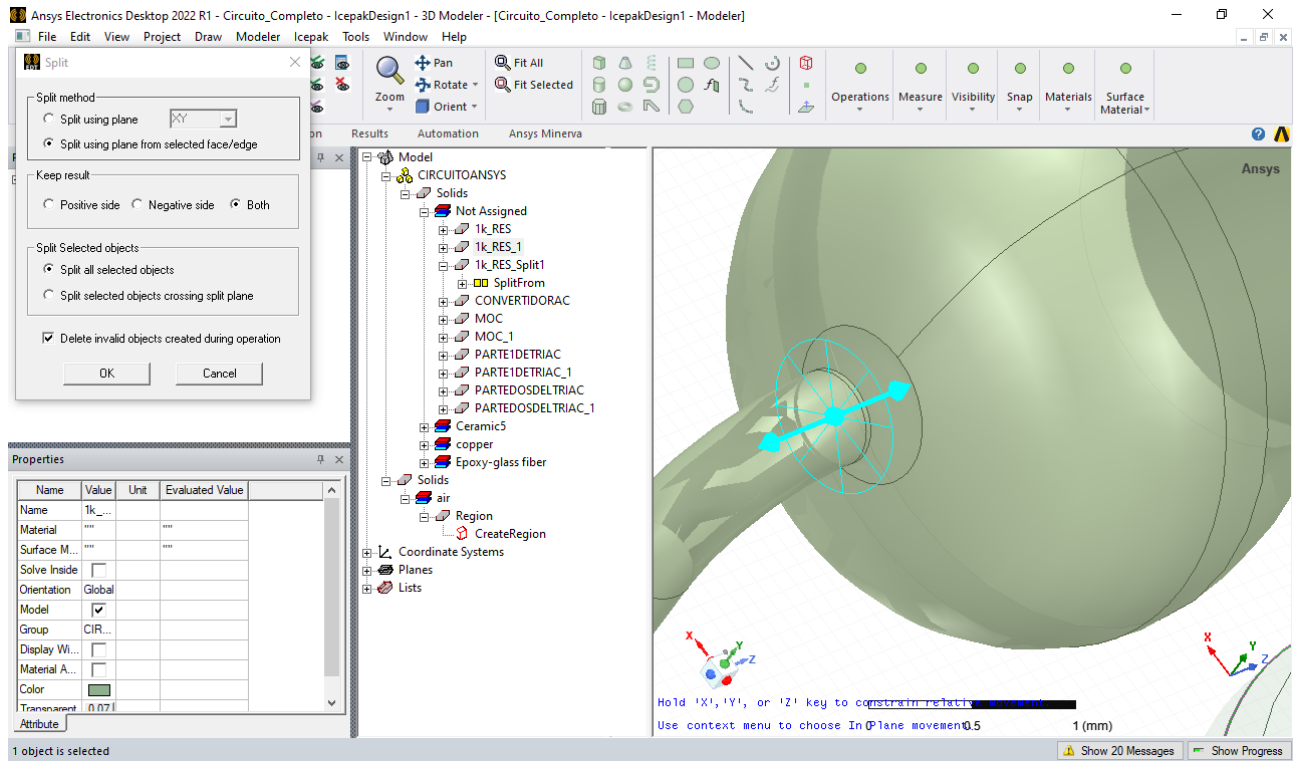 Ansys Electronics Desktop 2022 R1 - Circuito_Completo - IcepakDesign1 - 3D Modeler - [Circuito_Completo - IcepakDesign1 - Modeler]
File Edit View Project Draw Modeler Icepak Tools Window Help
Split
Split method
Split using plane XY
Split using plane from selected face/edge
Keep result
Positive side Negative side Both
Split Selected objects
Split all selected objects
Split selected objects crossing split plane
Delete invalid objects created during operation
OK Cancel
Zoom
Pan
Rotate
Orient
Fit All
Fit Selected
Operations Measure Visibility Snap Materials Surface
Material
Results Automation Ansys Minerva
Model
CIRCUITOANSYS
Solids
Not Assigned
1k_RES
1k_RES_1
1k_RES_Split1
SplitFrom
CONVERTIDORAC
MOC
MOC_1
PARTE1DETRIAC
PARTE1DETRIAC_1
PARTEDOSDELTRIAC
PARTEDOSDELTRIAC_1
Ceramic5
copper
Epoxy-glass fiber
Solids
air
Region
CreateRegion
Coordinate Systems
Planes
Lists
Properties
Name Value Unit Evaluated Value
Name 1k_...
Material "" ""
Surface M... "" ""
Solve Inside
Orientation Global
Model
Group CIR...
Display Wi...
Material A...
Color
Transparent 0.07
Attribute
Ansys
X Y Z
X Y Z
Hold 'X','Y', or 'Z' key to constrain relative movement
Use context menu to choose In Plane movement.
0 0.5 1 (mm)
1 object is selected
Show 20 Messages Show Progress